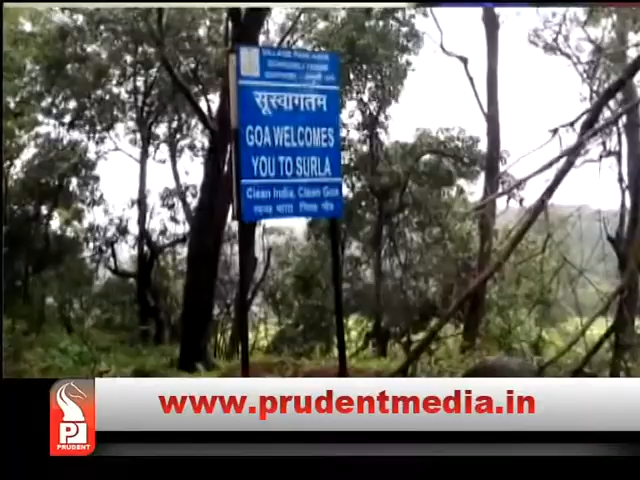 सूस्वागतम
GOA WELCOMES
YOU TO SURLA
Clean India, Clean Goa
www.prudentmedia.in
P
PRUDENT